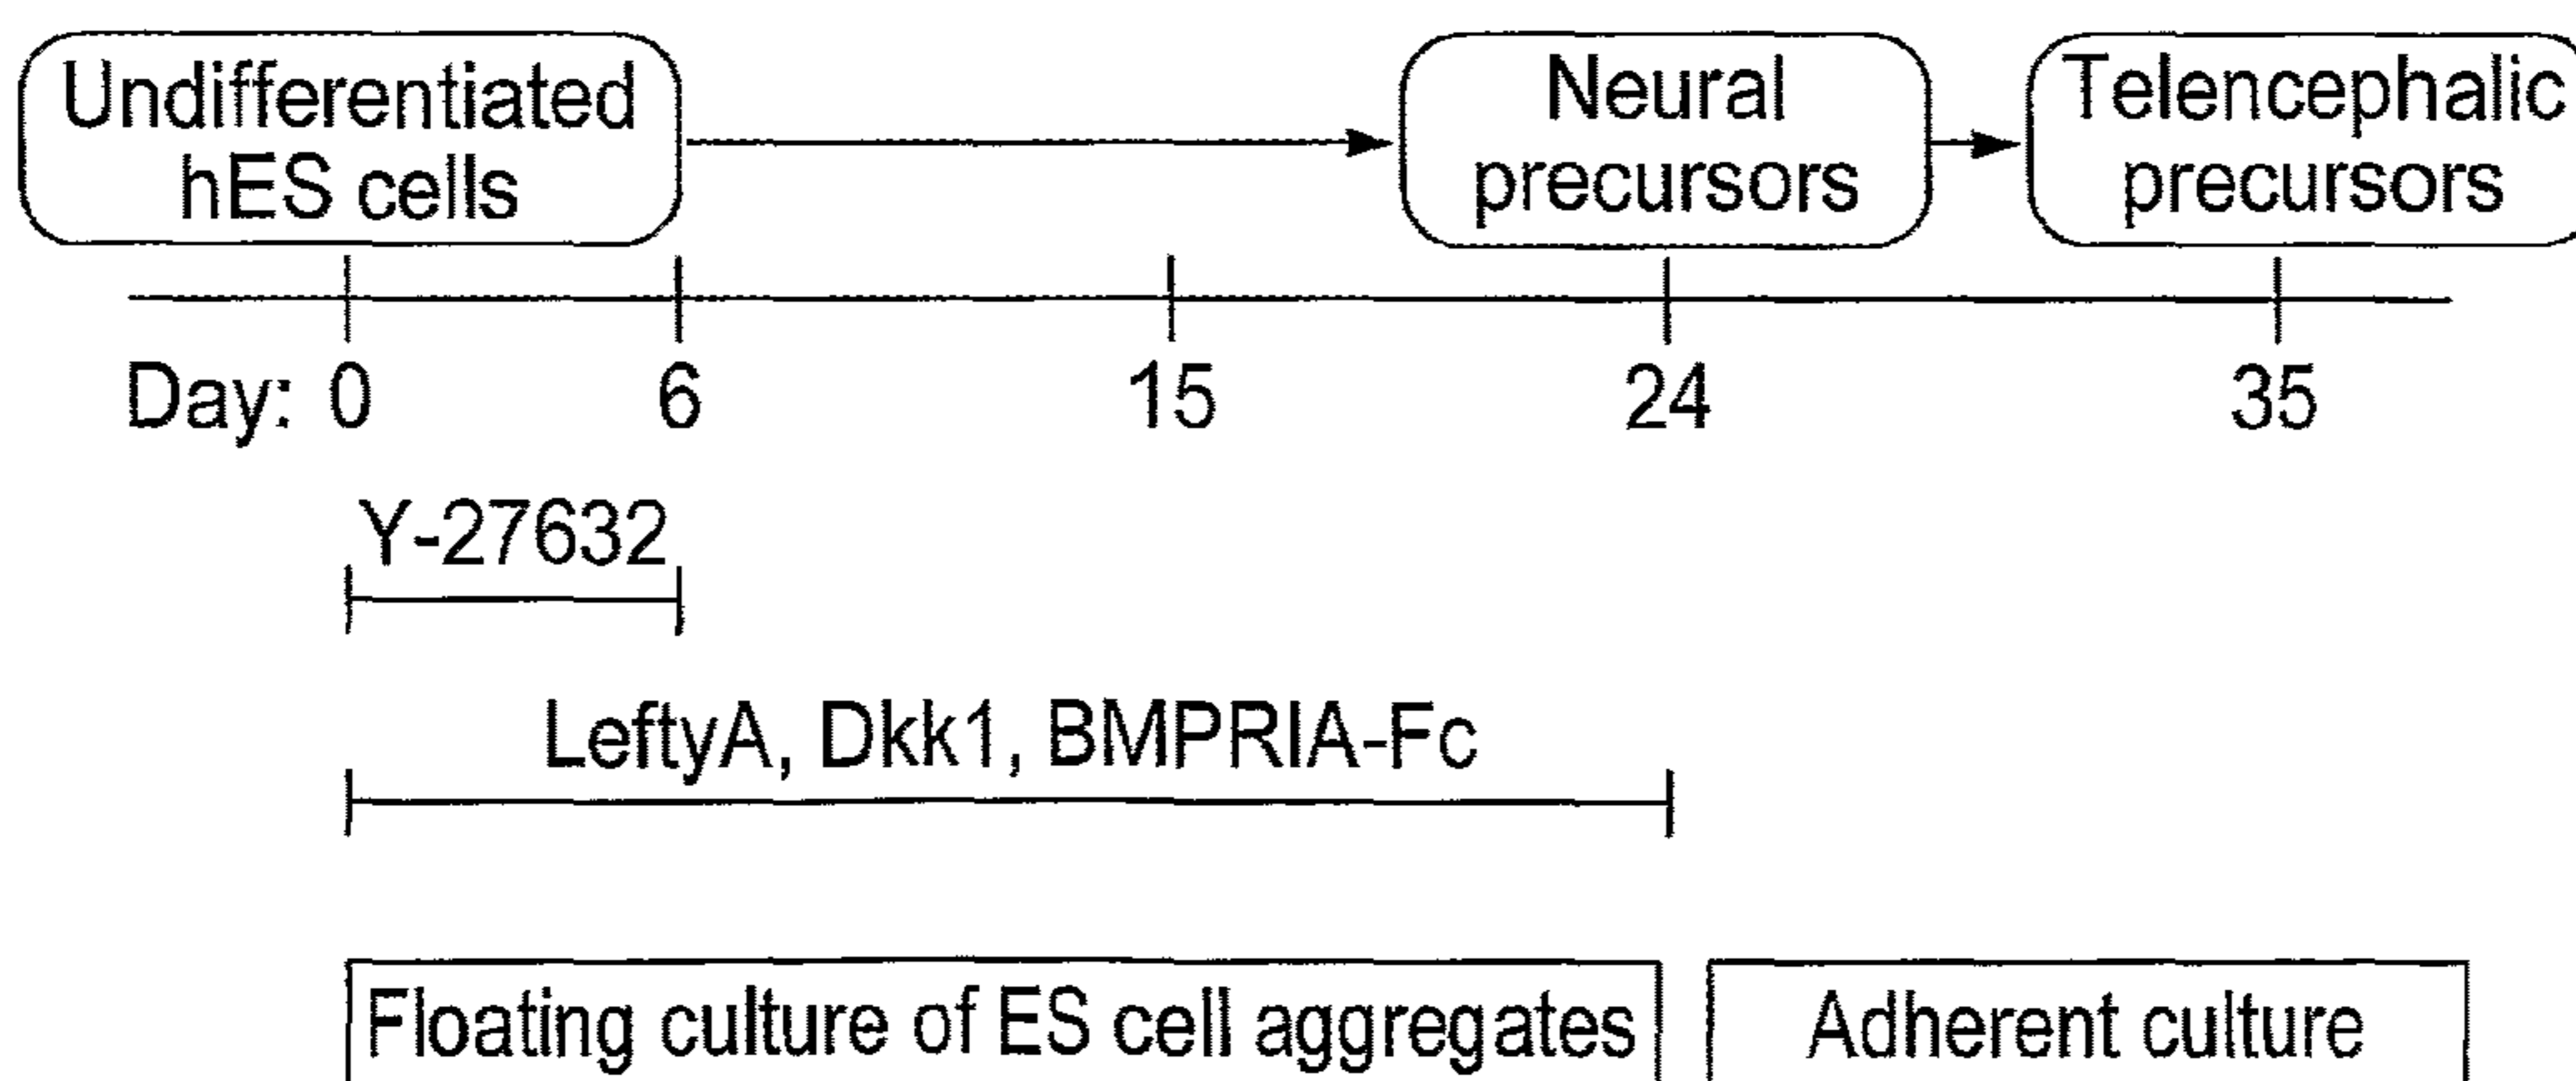 Undifferentiated
hES cells
Neural
precursors
Telencephalic
precursors
Day: 0 6 15 24 35
Y-27632
LeftyA, Dkk1, BMPRIA-Fc
Floating culture of ES cell aggregates
Adherent culture